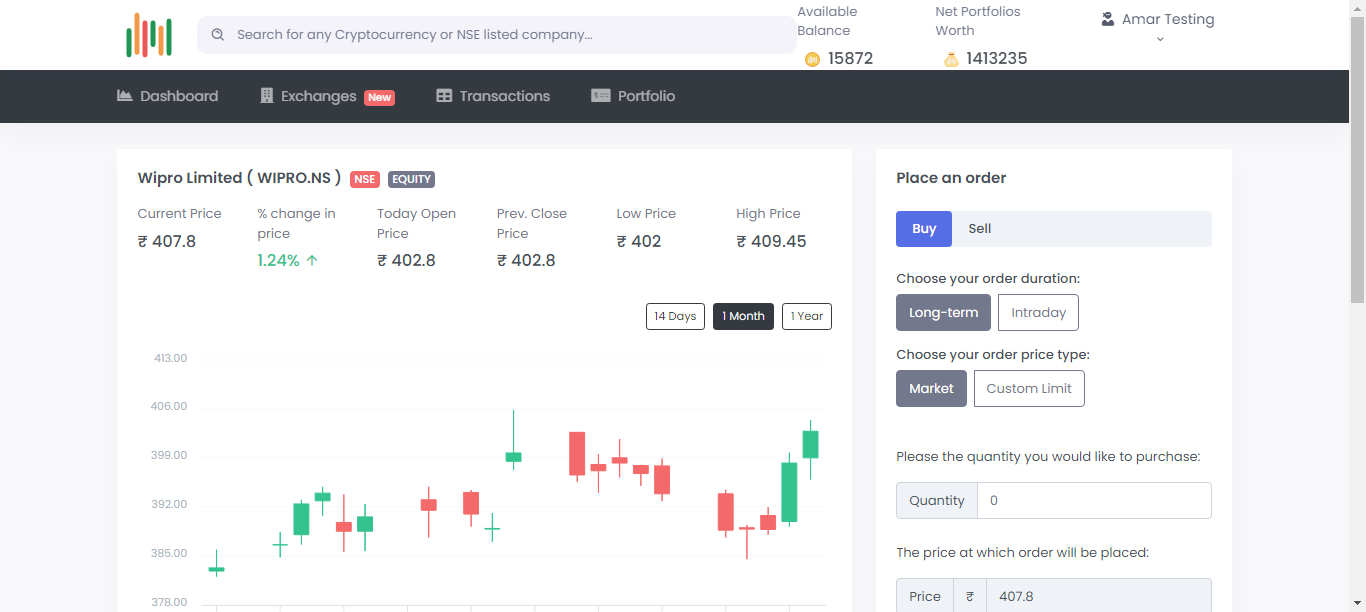 Search for any Cryptocurrency or NSE listed company...
Available
Balance
15872
Net Portfolios
Worth
1413235
Amar Testing
Dashboard
Exchanges New
Transactions
Portfolio
Wipro Limited ( WIPRO.NS ) NSE EQUITY
Current Price
₹ 407.8
% change in
price
1.24% ↑
Today Open
Price
₹ 402.8
Prev. Close
Price
₹ 402.8
Low Price
₹ 402
High Price
₹ 409.45
14 Days
1 Month
1 Year
413.00
406.00
399.00
392.00
385.00
378.00
Place an order
Buy
Sell
Choose your order duration:
Long-term
Intraday
Choose your order price type:
Market
Custom Limit
Please the quantity you would like to purchase:
Quantity 0
The price at which order will be placed:
Price ₹ 407.8